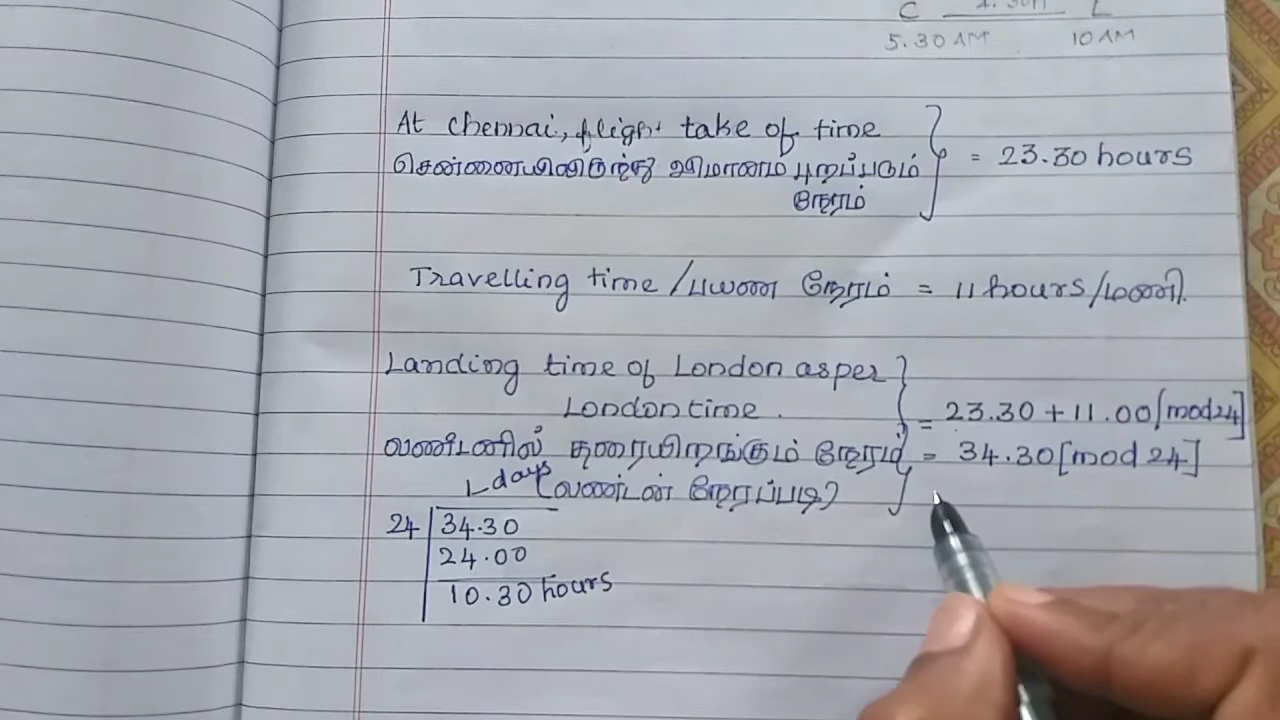 C 4.30H L
5.30 AM 10 AM
At Chennai, flight take of time
சென்னையிலிருந்து விமானம் புறப்படும் = 23.30 hours
நேரம்
Travelling time / பயண நேரம் = 11 hours/மணி.
Landing time of London as per
London time. = 23.30 + 11.00 [mod 24]
லண்டனில் தரையிறங்கும் நேரம் = 34.30 [mod 24]
(லண்டன் நேரப்படி)
1 days
24 34.30
24.00
10.30 hours